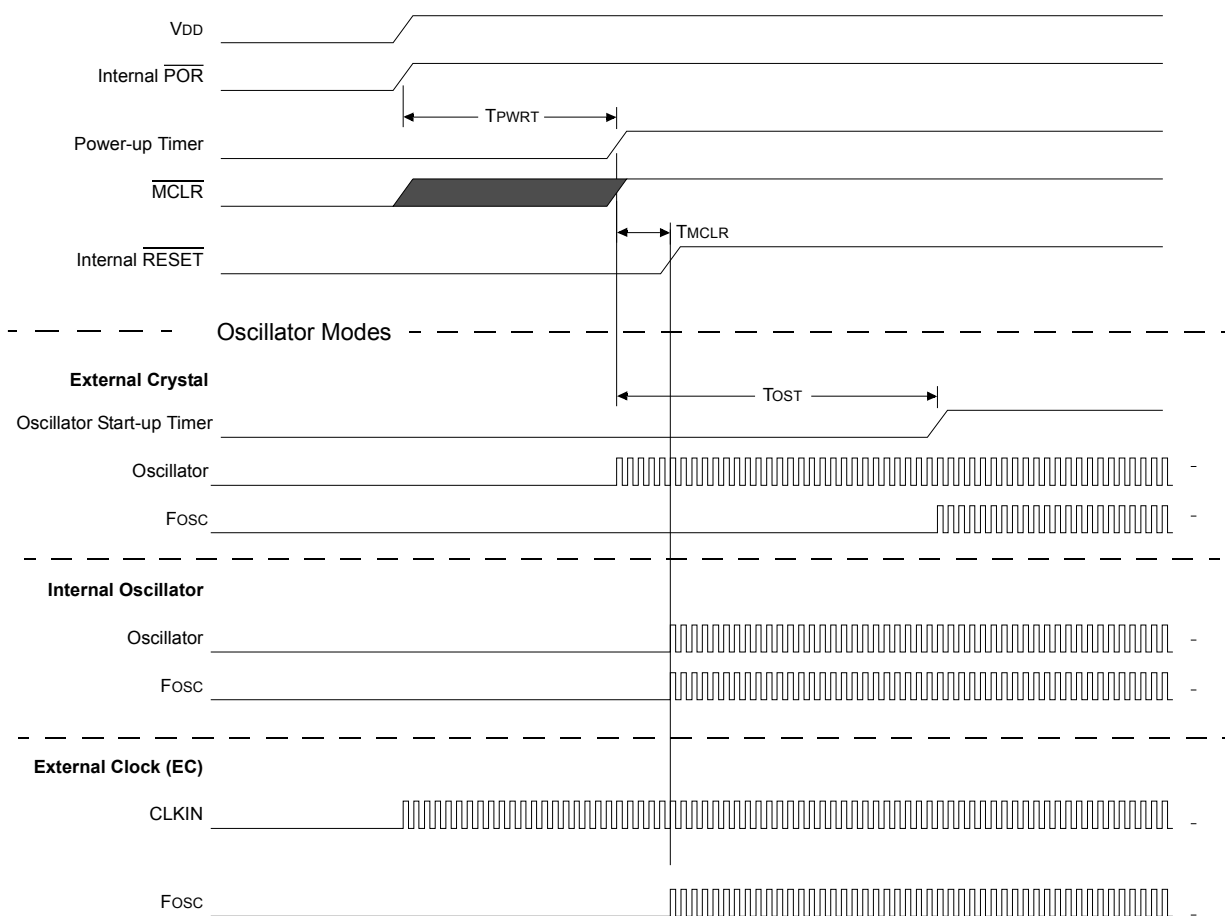 VDD
Internal POR
TPWRT
Power-up Timer
MCLR
TMCLR
Internal RESET
Oscillator Modes
External Crystal
TOST
Oscillator Start-up Timer
Oscillator
FOSC
Internal Oscillator
Oscillator
FOSC
External Clock (EC)
CLKIN
FOSC